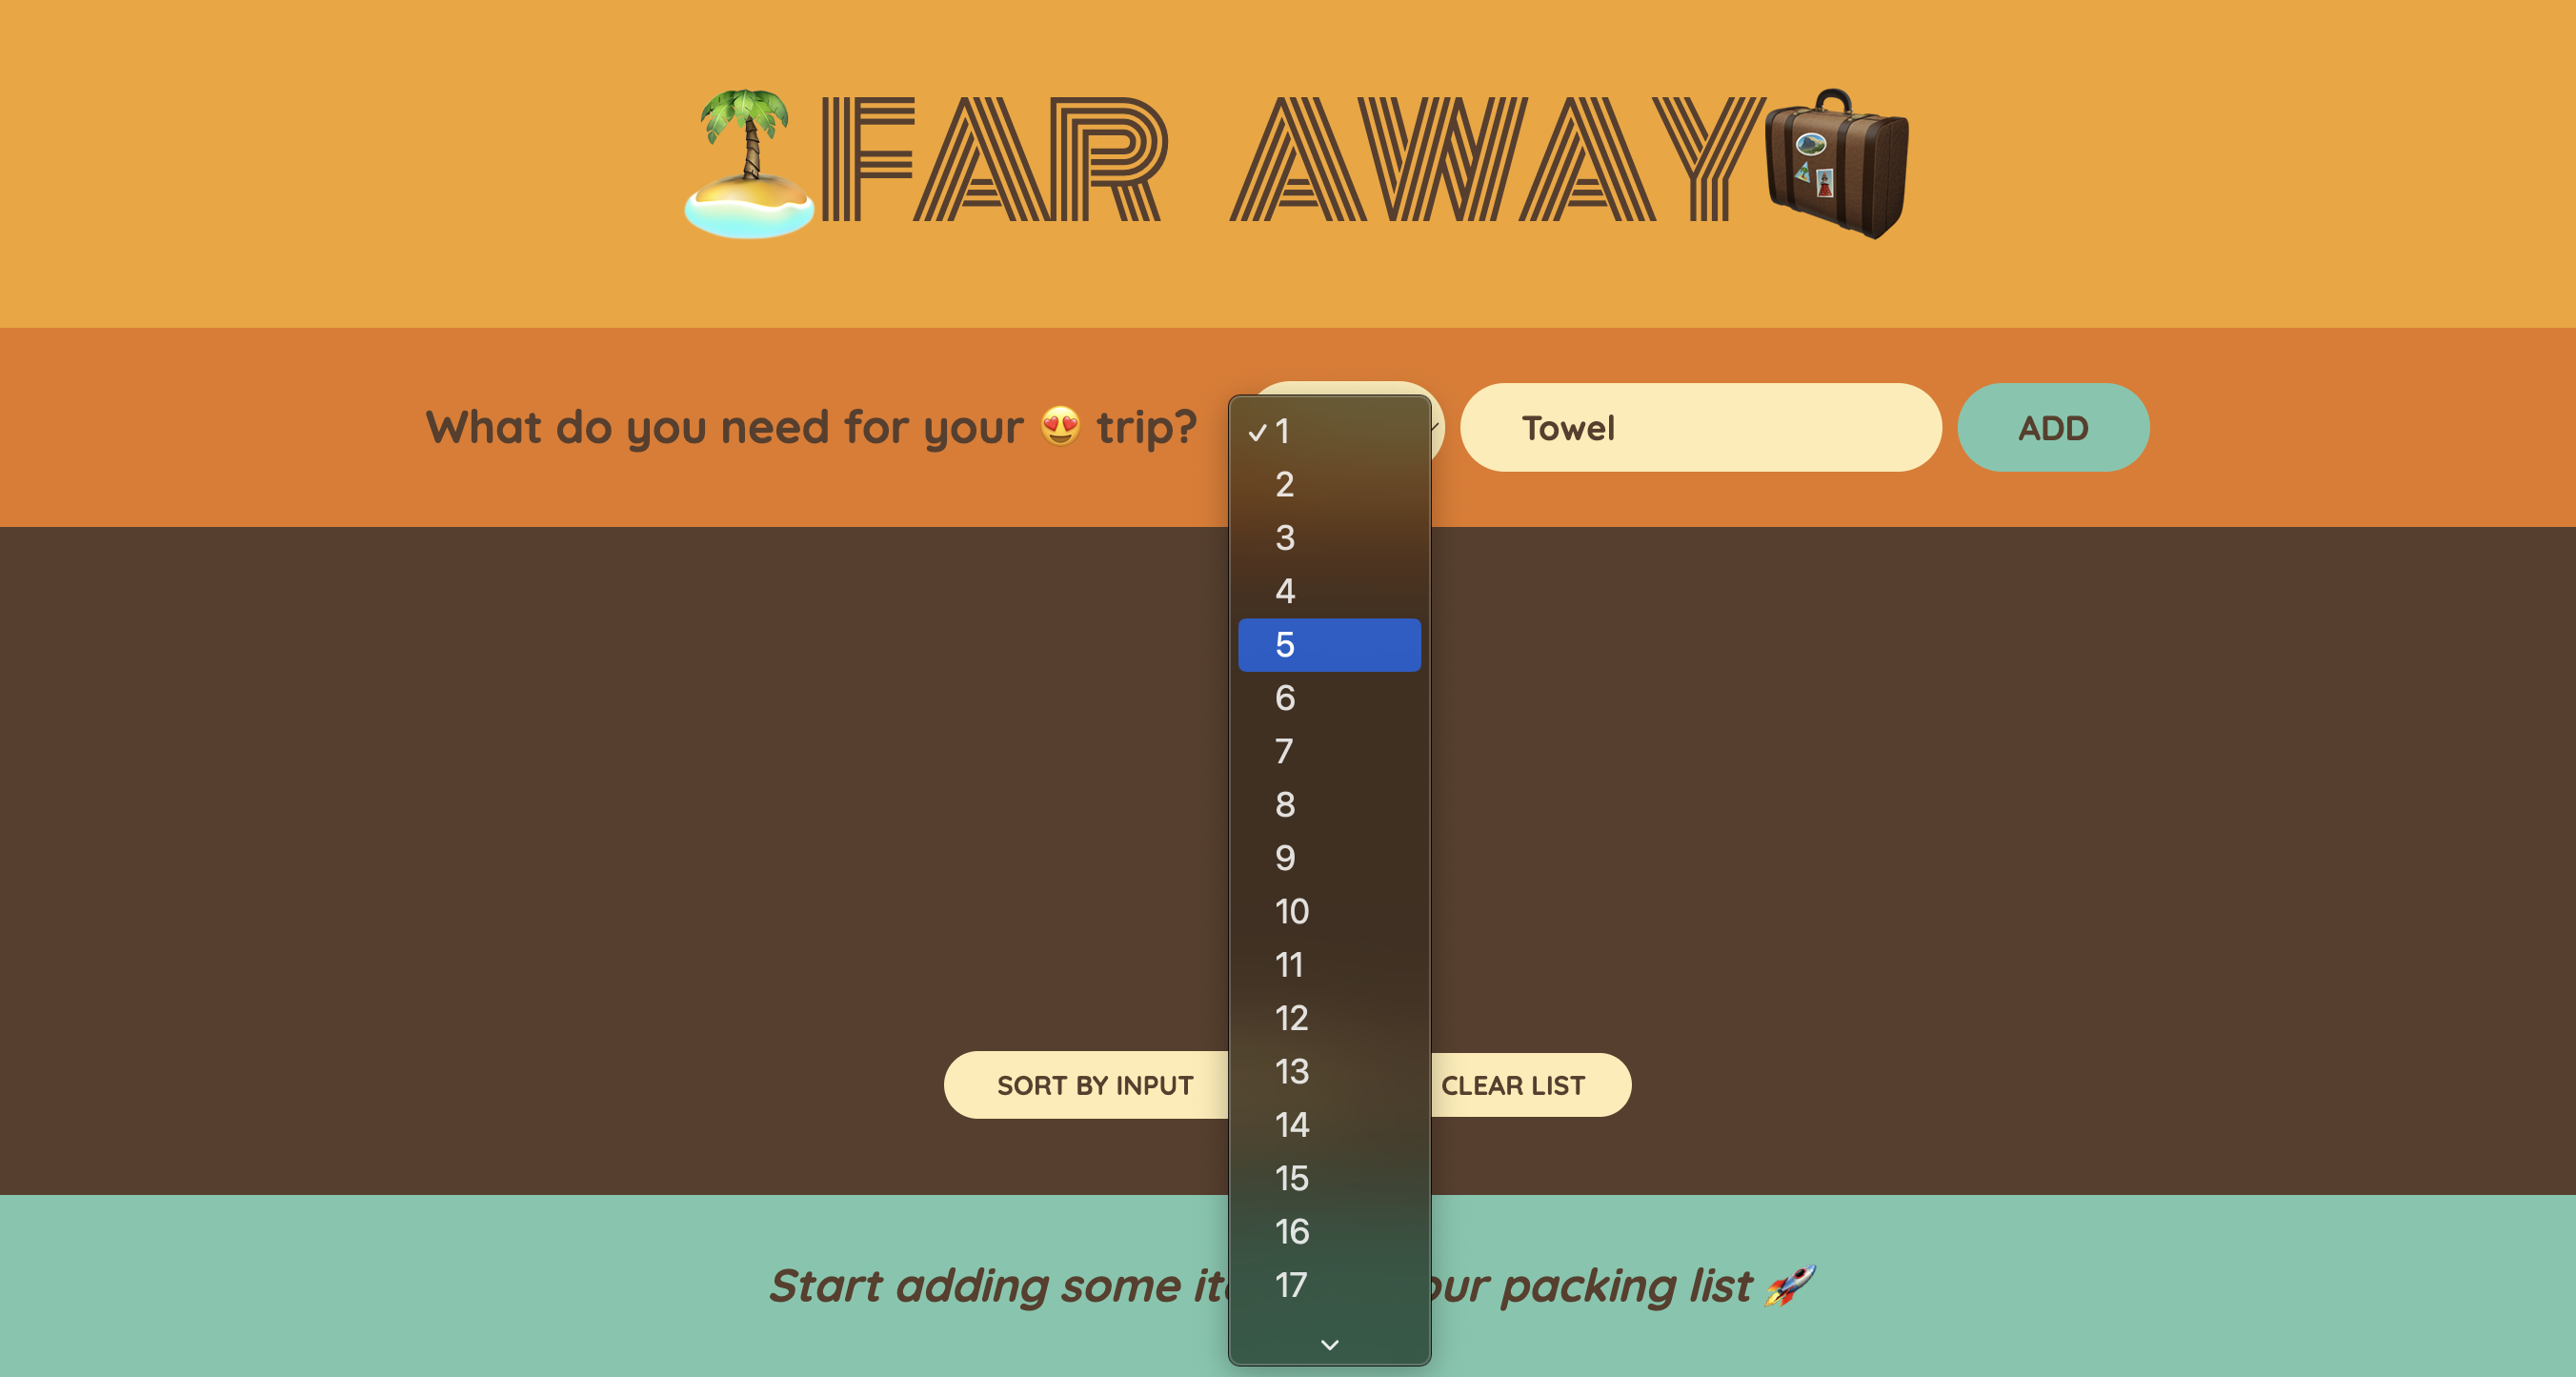 FAR AWAY
What do you need for your 😍 trip?
Towel
ADD
✓ 1
2
3
4
5
6
7
8
9
10
11
12
13
14
15
16
17
SORT BY INPUT
CLEAR LIST
Start adding some packing list 🚀